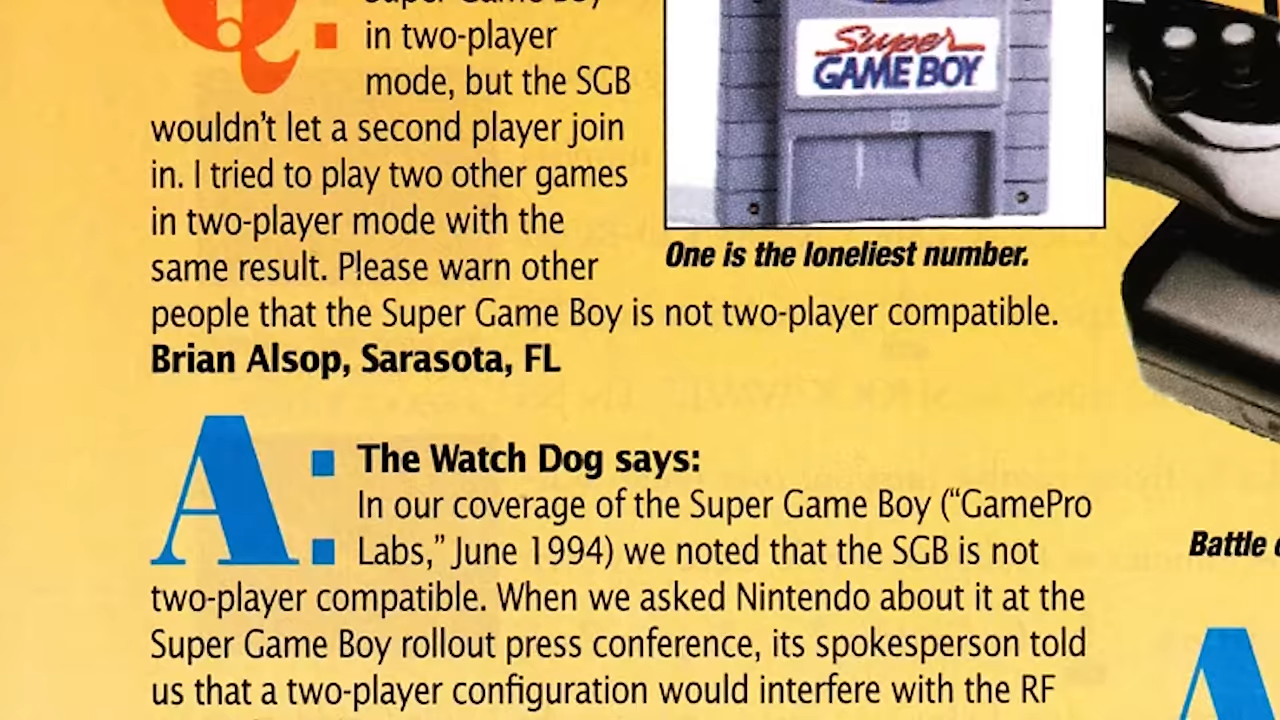 Q:
Super Game Boy
in two-player
mode, but the SGB
wouldn't let a second player join
in. I tried to play two other games
in two-player mode with the
same result. Please warn other
people that the Super Game Boy is not two-player compatible.
Brian Alsop, Sarasota, FL
Super
GAME BOY
One is the loneliest number.
A:
The Watch Dog says:
In our coverage of the Super Game Boy (“GamePro
Labs,” June 1994) we noted that the SGB is not
two-player compatible. When we asked Nintendo about it at the
Super Game Boy rollout press conference, its spokesperson told
us that a two-player configuration would interfere with the RF
Battle
A